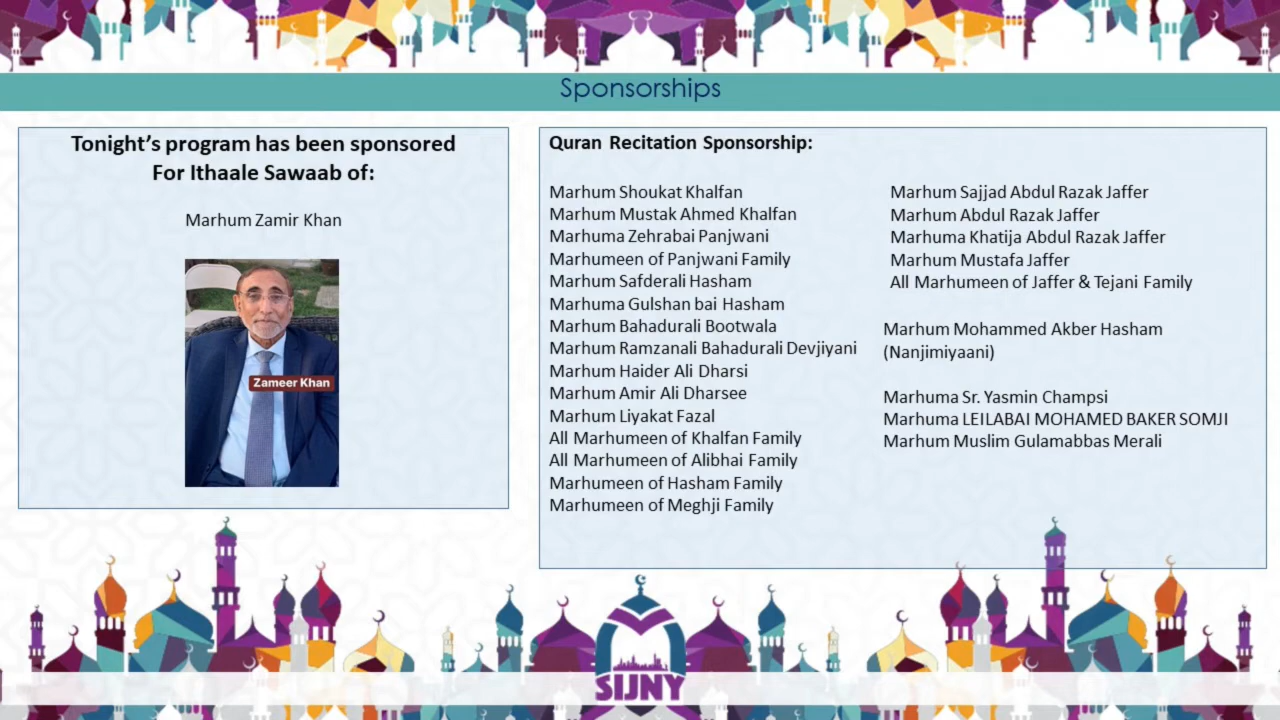 Sponsorships
Tonight's program has been sponsored
For Ithaale Sawaab of:
Marhum Zamir Khan
Zameer Khan
Quran Recitation Sponsorship:
Marhum Shoukat Khalfan
Marhum Mustak Ahmed Khalfan
Marhuma Zehrabai Panjwani
Marhumeen of Panjwani Family
Marhum Safderali Hasham
Marhuma Gulshan bai Hasham
Marhum Bahadurali Bootwala
Marhum Ramzanali Bahadurali Devjiyani
Marhum Haider Ali Dharsi
Marhum Amir Ali Dharsee
Marhum Liyakat Fazal
All Marhumeen of Khalfan Family
All Marhumeen of Alibhai Family
Marhumeen of Hasham Family
Marhumeen of Meghji Family
Marhum Sajjad Abdul Razak Jaffer
Marhum Abdul Razak Jaffer
Marhuma Khatija Abdul Razak Jaffer
Marhum Mustafa Jaffer
All Marhumeen of Jaffer & Tejani Family
Marhum Mohammed Akber Hasham
(Nanjimiyaani)
Marhuma Sr. Yasmin Champsi
Marhuma LEILABAI MOHAMED BAKER SOMJI
Marhum Muslim Gulamabbas Merali
SIJNY